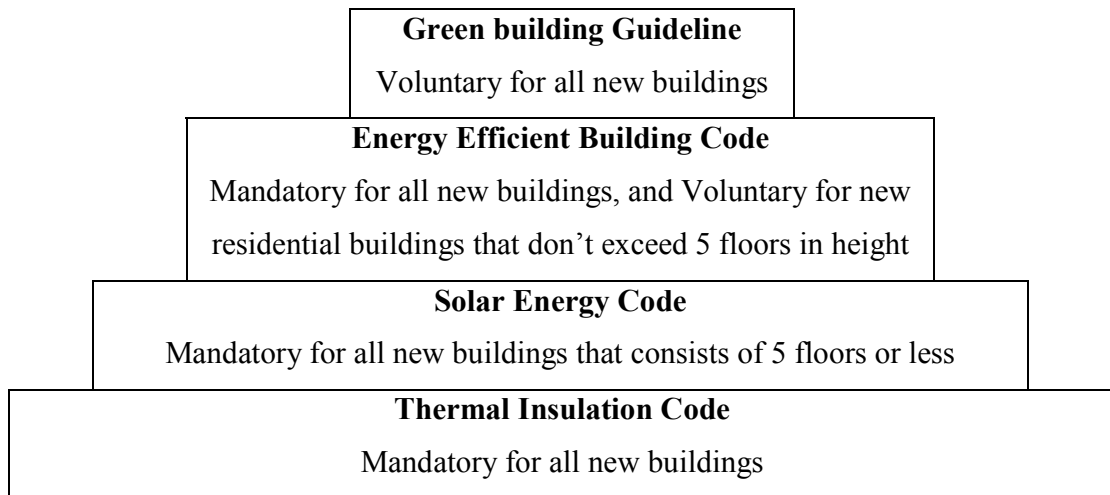 Green building Guideline
Voluntary for all new buildings
Energy Efficient Building Code
Mandatory for all new buildings, and Voluntary for new
residential buildings that don’t exceed 5 floors in height
Solar Energy Code
Mandatory for all new buildings that consists of 5 floors or less
Thermal Insulation Code
Mandatory for all new buildings